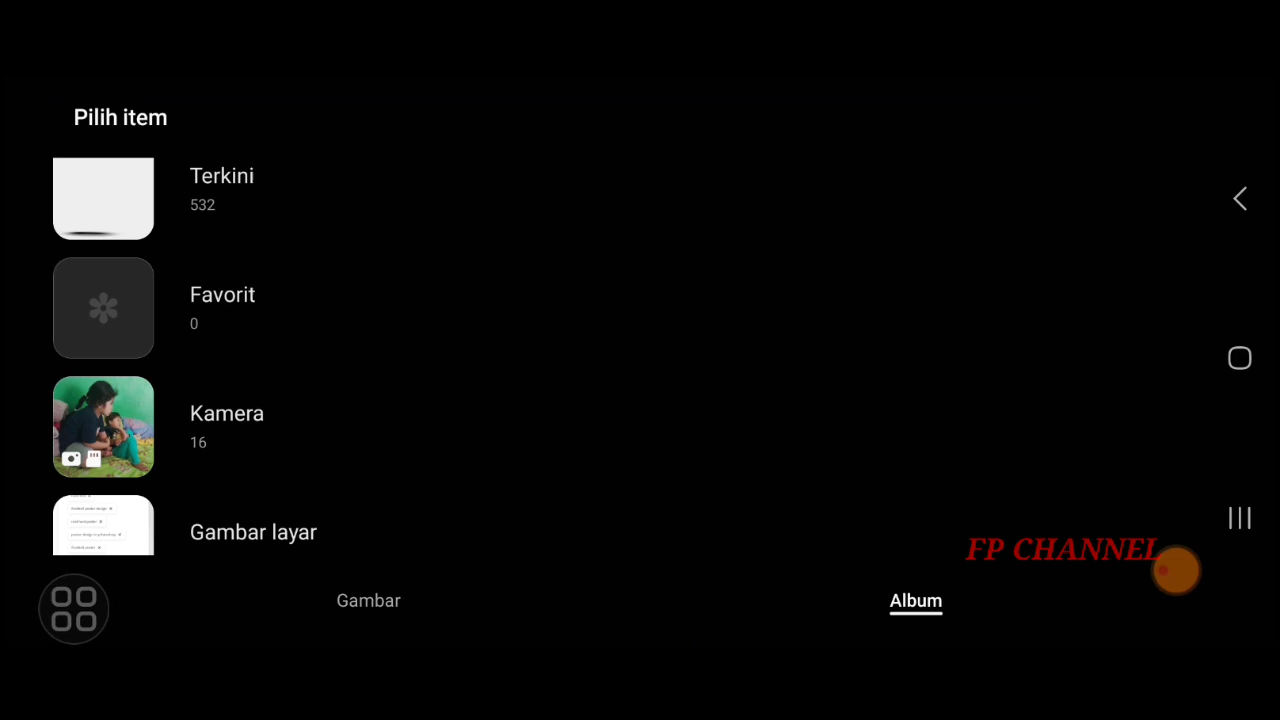 Pilih item
Terkini
532
Favorit
0
Kamera
16
Gambar layar
FP CHANNEL
Gambar
Album